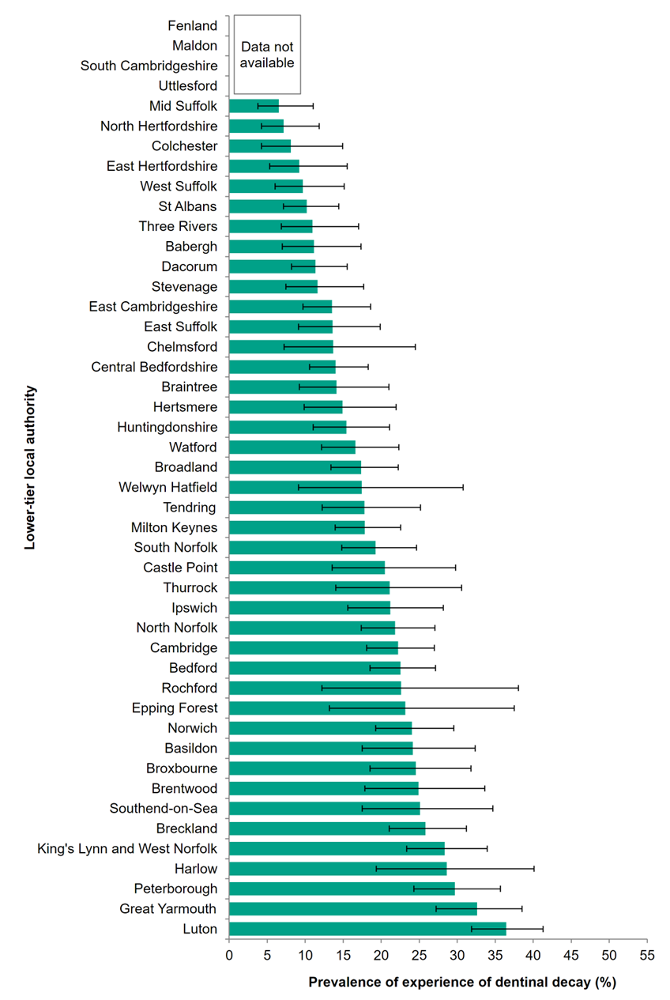 Fenland
Maldon
South Cambridgeshire
Uttlesford
Data not
available
Mid Suffolk
North Hertfordshire
Colchester
East Hertfordshire
West Suffolk
St Albans
Three Rivers
Babergh
Dacorum
Stevenage
East Cambridgeshire
East Suffolk
Chelmsford
Central Bedfordshire
Braintree
Hertsmere
Huntingdonshire
Watford
Broadland
Welwyn Hatfield
Tendring
Milton Keynes
South Norfolk
Castle Point
Thurrock
Ipswich
North Norfolk
Cambridge
Bedford
Rochford
Epping Forest
Norwich
Basildon
Broxbourne
Brentwood
Southend-on-Sea
Breckland
King's Lynn and West Norfolk
Harlow
Peterborough
Great Yarmouth
Luton
Lower-tier local authority
0 5 10 15 20 25 30 35 40 45 50 55
Prevalence of experience of dentinal decay (%)